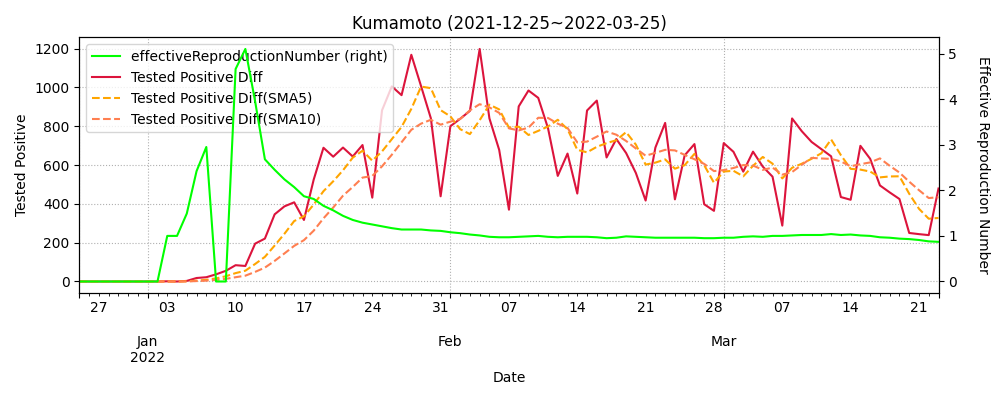 Kumamoto (2021-12-25~2022-03-25)
effectiveReproductionNumber (right)
Tested Positive Diff
Tested Positive Diff(SMA5)
Tested Positive Diff(SMA10)
Tested Positive
1200
1000
800
600
400
200
0
Effective Reproduction Number
5
4
3
2
1
0
27 03 10 17 24 31 07 14 21 28 07 14 21
Jan Feb Mar
2022
Date